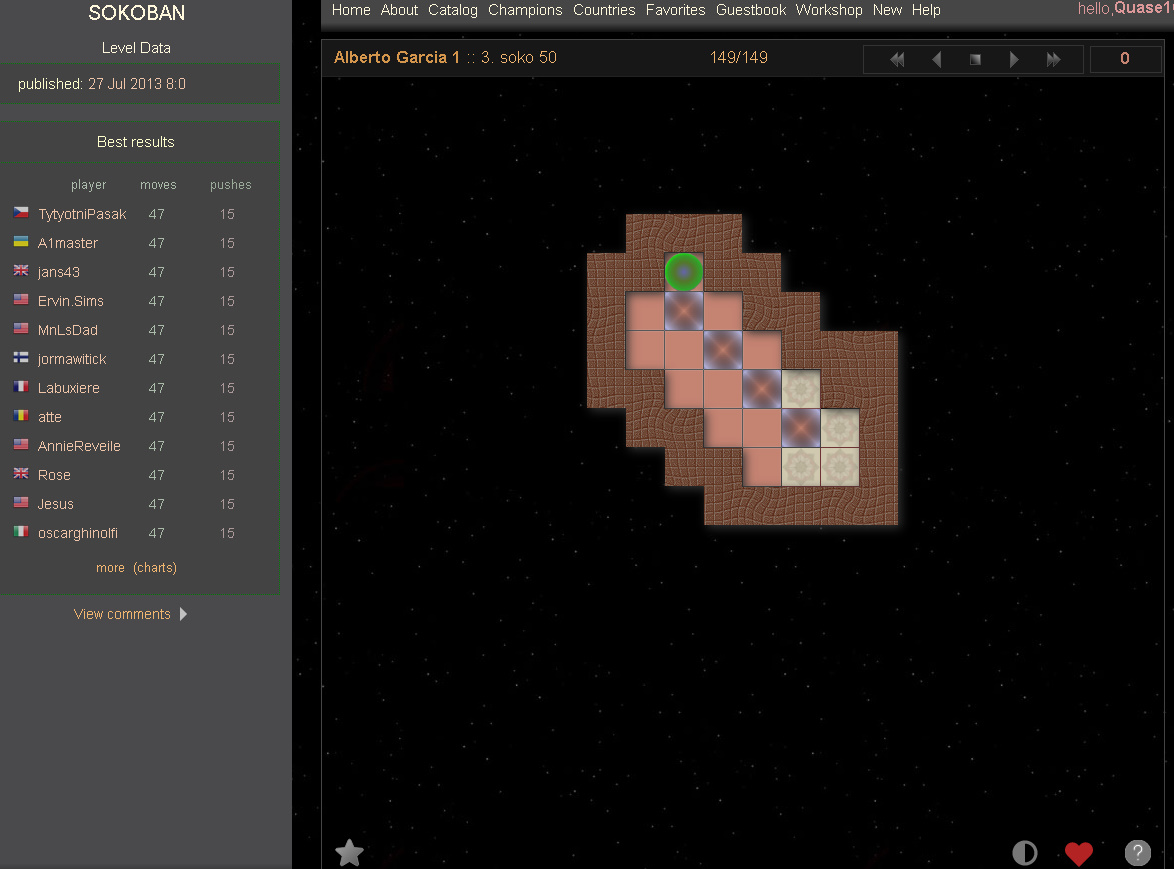 SOKOBAN
Level Data
published: 27 Jul 2013 8:0
Best results
player moves pushes
TytyotniPasak 47 15
A1master 47 15
jans43 47 15
Ervin.Sims 47 15
MnLsDad 47 15
jormawitick 47 15
Labuxiere 47 15
atte 47 15
AnnieReveile 47 15
Rose 47 15
Jesus 47 15
oscarghinolfi 47 15
more (charts)
View comments
Home About Catalog Champions Countries Favorites Guestbook Workshop New Help
hello,Quase1
Alberto Garcia 1 :: 3. soko 50 149/149 0
?